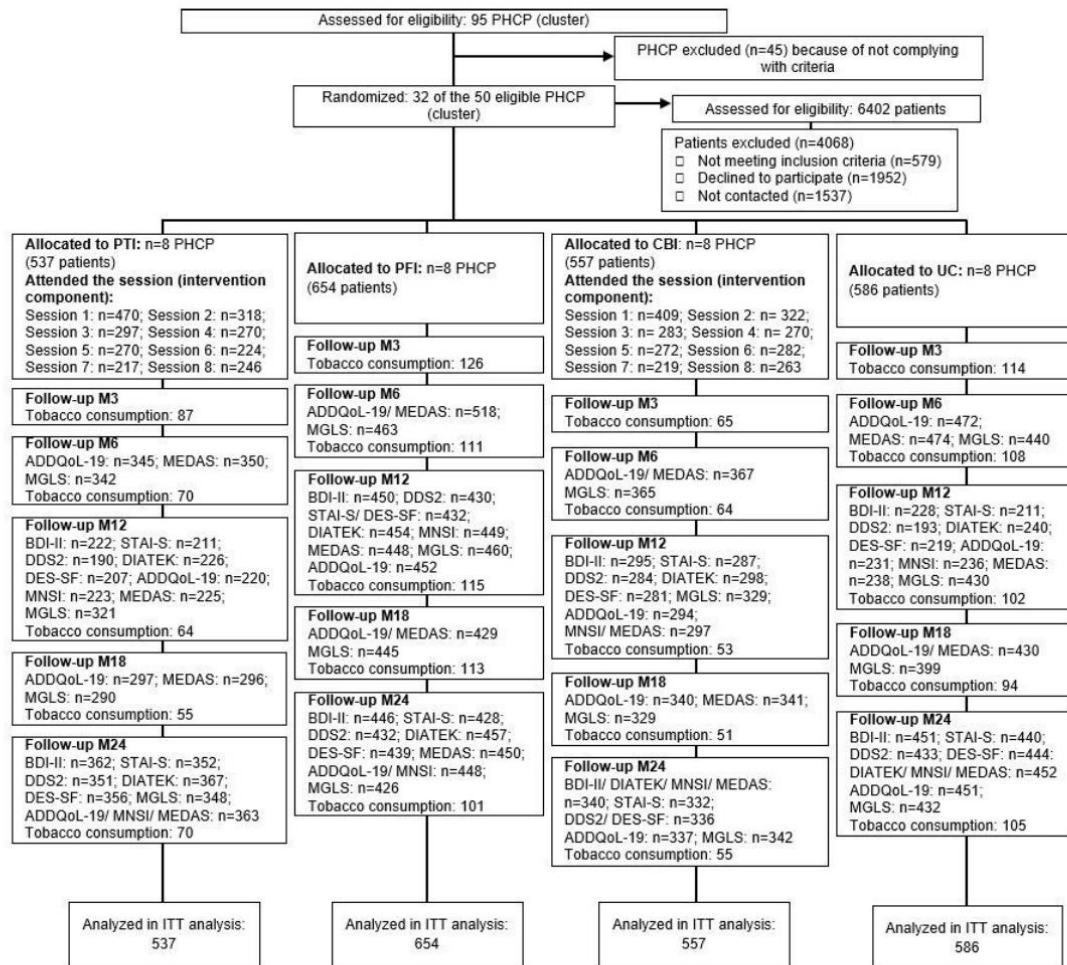 Assessed for eligibility: 95 PHCP (cluster)
PHCP excluded (n=45) because of not complying
with criteria
Randomized: 32 of the 50 eligible PHCP
(cluster)
Assessed for eligibility: 6402 patients
Patients excluded (n=4068)
□ Not meeting inclusion criteria (n=579)
□ Declined to participate (n=1952)
□ Not contacted (n=1537)
Allocated to PTI: n=8 PHCP
(537 patients)
Attended the session (intervention
component):
Session 1: n=470; Session 2: n=318;
Session 3: n=297; Session 4: n=270;
Session 5: n=270; Session 6: n=224;
Session 7: n=217; Session 8: n=246
Follow-up M3
Tobacco consumption: 87
Follow-up M6
ADDQoL-19: n=345; MEDAS: n=350;
MGLS: n=342
Tobacco consumption: 70
Follow-up M12
BDI-II: n=222; STAI-S: n=211;
DDS2: n=190; DIATEK: n=226;
DES-SF: n=207; ADDQoL-19: n=220;
MNSI: n=223; MEDAS: n=225;
MGLS: n=321
Tobacco consumption: 64
Follow-up M18
ADDQoL-19: n=297; MEDAS: n=296;
MGLS: n=290
Tobacco consumption: 55
Follow-up M24
BDI-II: n=362; STAI-S: n=352;
DDS2: n=351; DIATEK: n=367;
DES-SF: n=356; MGLS: n=348;
ADDQoL-19/ MNSI/ MEDAS: n=363
Tobacco consumption: 70
Analyzed in ITT analysis:
537
Allocated to PFI: n=8 PHCP
(654 patients)
Follow-up M3
Tobacco consumption: 126
Follow-up M6
ADDQoL-19/ MEDAS: n=518;
MGLS: n=463
Tobacco consumption: 111
Follow-up M12
BDI-II: n=450; DDS2: n=430;
STAI-S/ DES-SF: n=432;
DIATEK: n=454; MNSI: n=449;
MEDAS: n=448; MGLS: n=460;
ADDQoL-19: n=452
Tobacco consumption: 115
Follow-up M18
ADDQoL-19/ MEDAS: n=429
MGLS: n=445
Tobacco consumption: 113
Follow-up M24
BDI-II: n=446; STAI-S: n=428;
DDS2: n=432; DIATEK: n=457;
DES-SF: n=439; MEDAS: n=450;
ADDQoL-19/ MNSI: n=448;
MGLS: n=426
Tobacco consumption: 101
Analyzed in ITT analysis:
654
Allocated to CBI: n=8 PHCP
(557 patients)
Attended the session (intervention
component):
Session 1: n=409; Session 2: n= 322;
Session 3: n= 283; Session 4: n= 270;
Session 5: n=272; Session 6: n=282;
Session 7: n=219; Session 8: n=263
Follow-up M3
Tobacco consumption: 65
Follow-up M6
ADDQoL-19/ MEDAS: n=367
MGLS: n=365
Tobacco consumption: 64
Follow-up M12
BDI-II: n=295; STAI-S: n=287;
DDS2: n=284; DIATEK: n=298;
DES-SF: n=281; MGLS: n=329;
ADDQoL-19: n=294;
MNSI/ MEDAS: n=297
Tobacco consumption: 53
Follow-up M18
ADDQoL-19: n=340; MEDAS: n=341;
MGLS: n=329
Tobacco consumption: 51
Follow-up M24
BDI-II/ DIATEK/ MNSI/ MEDAS:
n=340; STAI-S: n=332;
DDS2/ DES-SF: n=336
ADDQoL-19: n=337; MGLS: n=342
Tobacco consumption: 55
Analyzed in ITT analysis:
557
Allocated to UC: n=8 PHCP
(586 patients)
Follow-up M3
Tobacco consumption: 114
Follow-up M6
ADDQoL-19: n=472;
MEDAS: n=474; MGLS: n=440
Tobacco consumption: 108
Follow-up M12
BDI-II: n=228; STAI-S: n=211;
DDS2: n=193; DIATEK: n=240;
DES-SF: n=219; ADDQoL-19:
n=231; MNSI: n=236; MEDAS:
n=238; MGLS: n=430
Tobacco consumption: 102
Follow-up M18
ADDQoL-19/ MEDAS: n=430
MGLS: n=399
Tobacco consumption: 94
Follow-up M24
BDI-II: n=451; STAI-S: n=440;
DDS2: n=433; DES-SF: n=444;
DIATEK/ MNSI/ MEDAS: n=452
ADDQoL-19: n=451;
MGLS: n=432
Tobacco consumption: 105
Analyzed in ITT analysis:
586